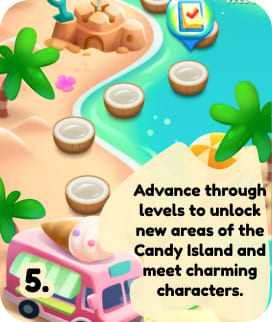 Advance through
levels to unlock
new areas of the
Candy Island and
meet charming
characters.
5.